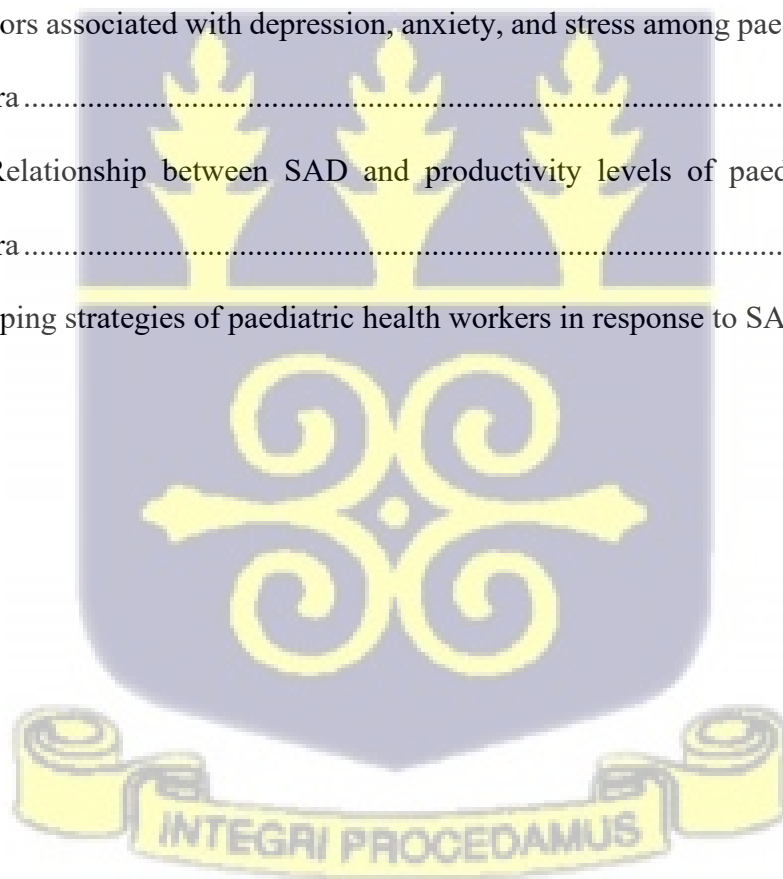 ors associated with depression, anxiety, and stress among pae
ra...........................................................................................
Relationship between SAD and productivity levels of paed
ra...........................................................................................
ping strategies of paediatric health workers in response to SA
INTEGRI PROCEDAMUS